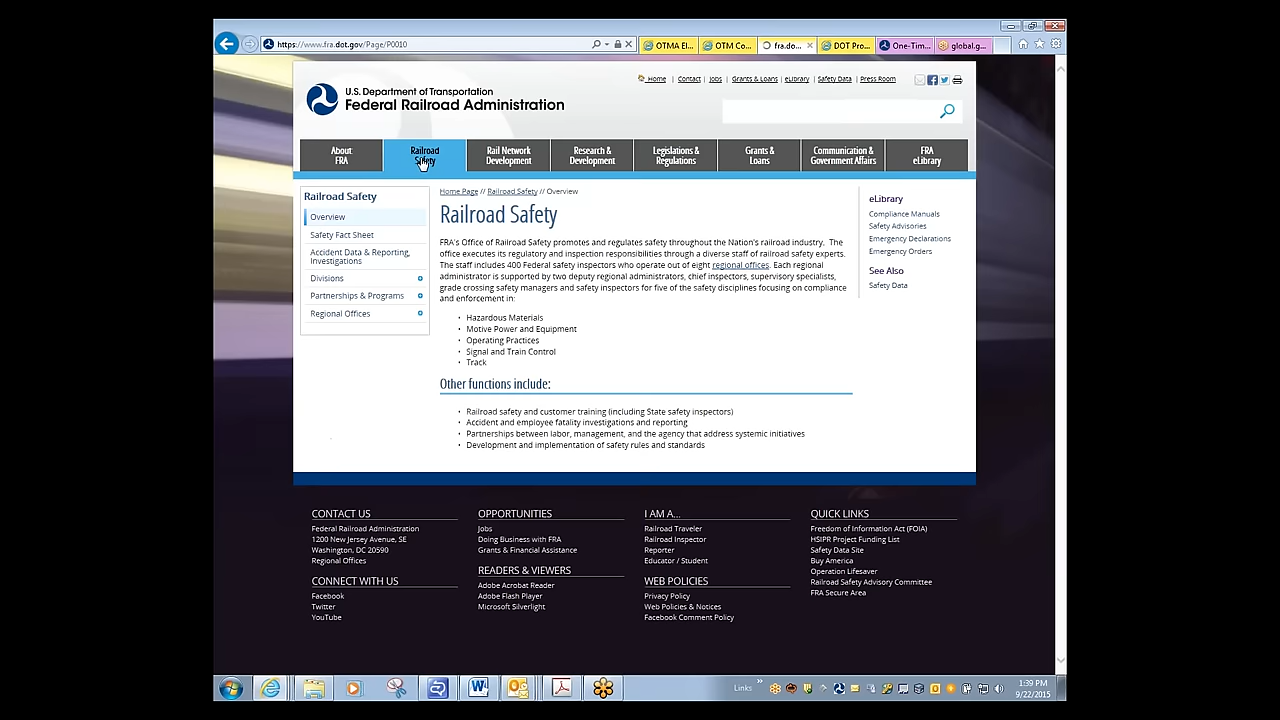 https://www.fra.dot.gov/Page/P0010
OTMA El...
OTM Co...
fra.do...
DOT Pro...
One-Tim...
global.g...
Home | Contact | Jobs | Grants & Loans | eLibrary | Safety Data | Press Room
U.S. Department of Transportation
Federal Railroad Administration
About FRA
Railroad Safety
Rail Network Development
Research & Development
Legislations & Regulations
Grants & Loans
Communication & Government Affairs
FRA eLibrary
Railroad Safety
Overview
Safety Fact Sheet
Accident Data & Reporting,
Investigations
Divisions
Partnerships & Programs
Regional Offices
Home Page // Railroad Safety // Overview
Railroad Safety
FRA's Office of Railroad Safety promotes and regulates safety throughout the Nation's railroad industry. The
office executes its regulatory and inspection responsibilities through a diverse staff of railroad safety experts.
The staff includes 400 Federal safety inspectors who operate out of eight regional offices. Each regional
administrator is supported by two deputy regional administrators, chief inspectors, supervisory specialists,
grade crossing safety managers and safety inspectors for five of the safety disciplines focusing on compliance
and enforcement in:
• Hazardous Materials
• Motive Power and Equipment
• Operating Practices
• Signal and Train Control
• Track
Other functions include:
• Railroad safety and customer training (including State safety inspectors)
• Accident and employee fatality investigations and reporting
• Partnerships between labor, management, and the agency that address systemic initiatives
• Development and implementation of safety rules and standards
eLibrary
Compliance Manuals
Safety Advisories
Emergency Declarations
Emergency Orders
See Also
Safety Data
CONTACT US
Federal Railroad Administration
1200 New Jersey Avenue, SE
Washington, DC 20590
Regional Offices
CONNECT WITH US
Facebook
Twitter
YouTube
OPPORTUNITIES
Jobs
Doing Business with FRA
Grants & Financial Assistance
READERS & VIEWERS
Adobe Acrobat Reader
Adobe Flash Player
Microsoft Silverlight
I AM A...
Railroad Traveler
Railroad Inspector
Reporter
Educator / Student
WEB POLICIES
Privacy Policy
Web Policies & Notices
Facebook Comment Policy
QUICK LINKS
Freedom of Information Act (FOIA)
HSIPR Project Funding List
Safety Data Site
Buy America
Operation Lifesaver
Railroad Safety Advisory Committee
FRA Secure Area
Links
1:39 PM
9/22/2015